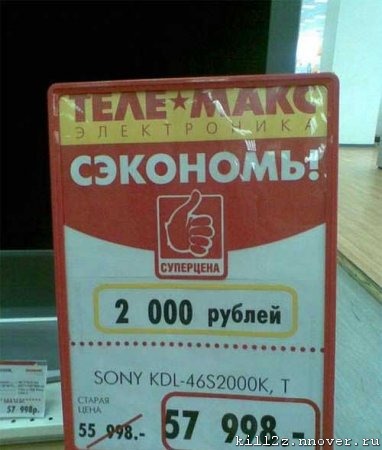 ТЕЛЕ★МАКС
ЭЛЕКТРОНИКА
СЭКОНОМЬ!
СУПЕРЦЕНА
2 000 рублей
SONY KDL-46S2000K, T
СТАРАЯ
ЦЕНА
55 998.-
57 998.-
57 998р.
kill3z.nnover.ru